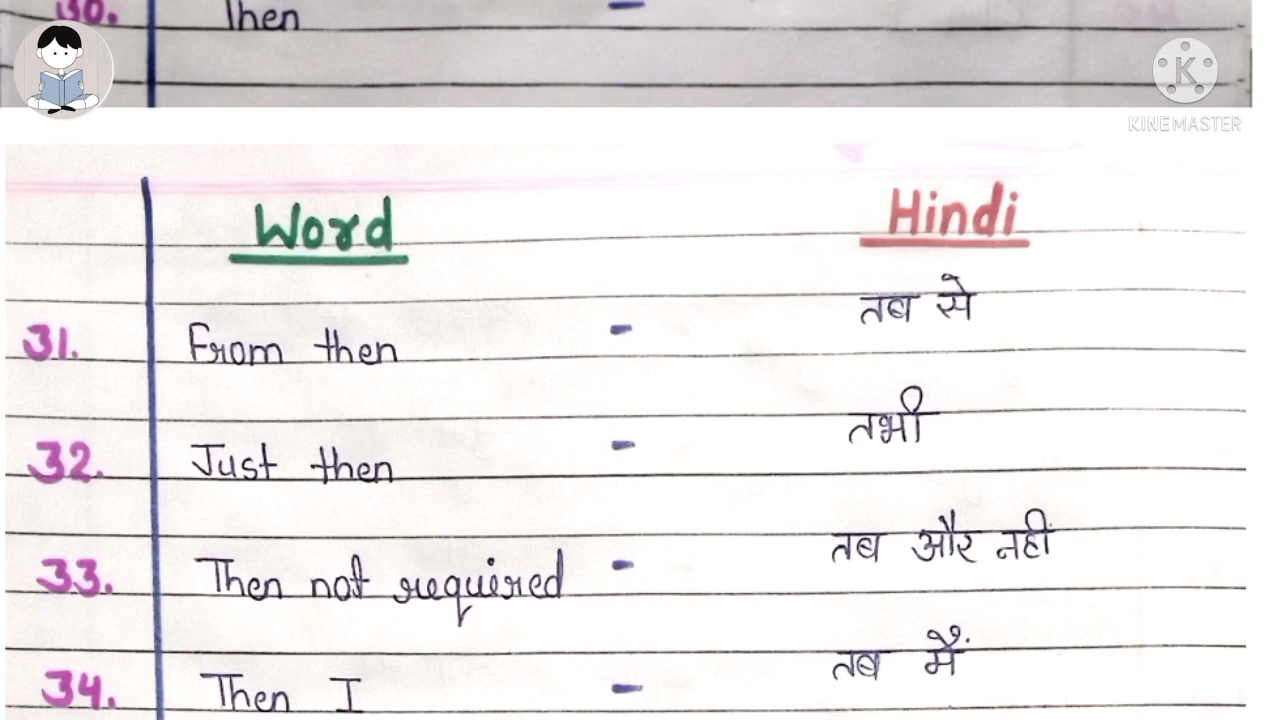 30. Then -
KINEMASTER
Word Hindi
31. From then - तब से
32. Just then - तभी
33. Then not required - तब और नहीं
34. Then I - तब मैं